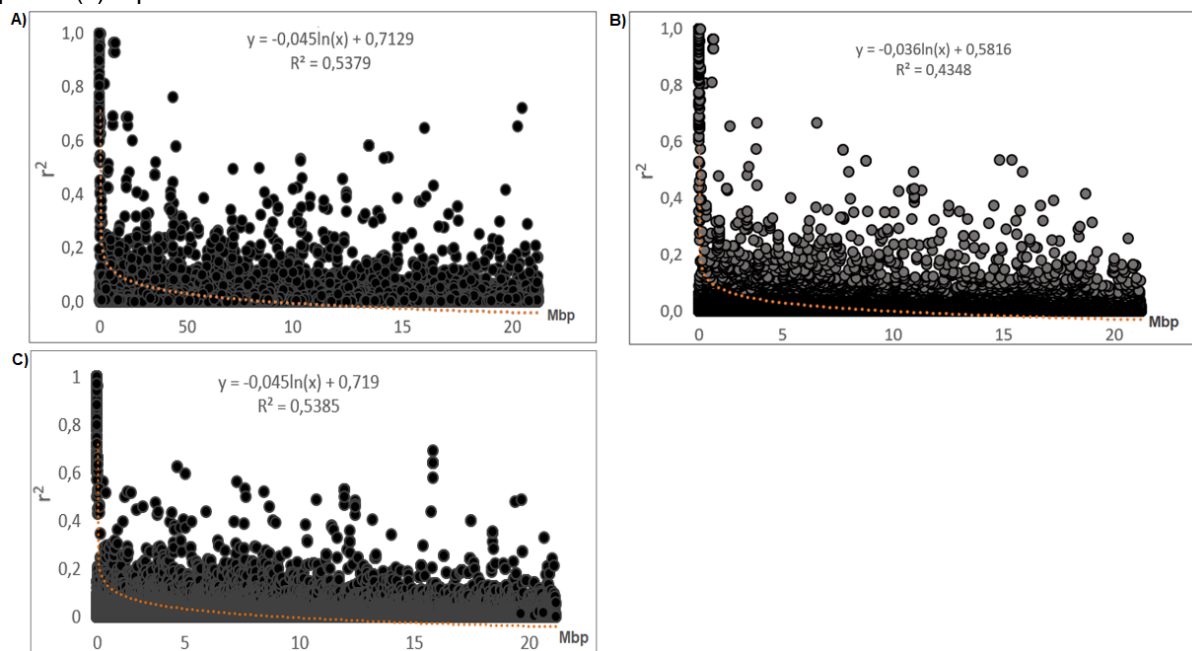 A)
y = -0,045ln(x) + 0,7129
R² = 0,5379
r²
1,0
0,8
0,6
0,4
0,2
0,0
0 50 10 15 20 Mbp
B)
y = -0,036ln(x) + 0,5816
R² = 0,4348
r²
1,0
0,8
0,6
0,4
0,2
0,0
0 5 10 15 20 Mbp
C)
y = -0,045ln(x) + 0,719
R² = 0,5385
r²
1
0,8
0,6
0,4
0,2
0
0 5 10 15 20 Mbp